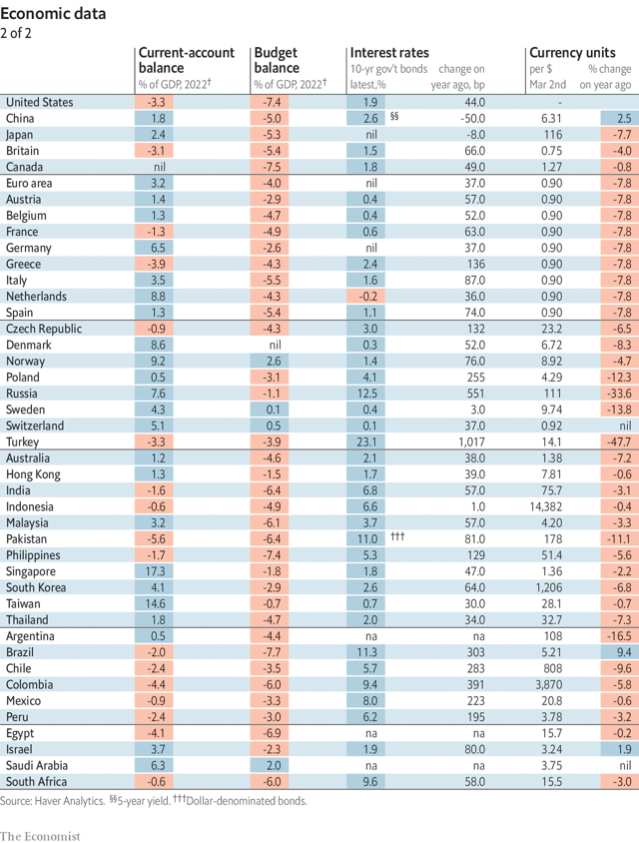 Economic data
2 of 2
Current-account Budget Interest rates Currency units
balance balance 10-yr gov't bonds change on per $ % change
% of GDP, 2022† % of GDP, 2022† latest,% year ago, bp Mar 2nd on year ago
United States -3.3 -7.4 1.9 44.0 -
China 1.8 -5.0 2.6 §§ -50.0 6.31 2.5
Japan 2.4 -5.3 nil -8.0 116 -7.7
Britain -3.1 -5.4 1.5 66.0 0.75 -4.0
Canada nil -7.5 1.8 49.0 1.27 -0.8
Euro area 3.2 -4.0 nil 37.0 0.90 -7.8
Austria 1.4 -2.9 0.4 57.0 0.90 -7.8
Belgium 1.3 -4.7 0.4 52.0 0.90 -7.8
France -1.3 -4.9 0.6 63.0 0.90 -7.8
Germany 6.5 -2.6 nil 37.0 0.90 -7.8
Greece -3.9 -4.3 2.4 136 0.90 -7.8
Italy 3.5 -5.5 1.6 87.0 0.90 -7.8
Netherlands 8.8 -4.3 -0.2 36.0 0.90 -7.8
Spain 1.3 -5.4 1.1 74.0 0.90 -7.8
Czech Republic -0.9 -4.3 3.0 132 23.2 -6.5
Denmark 8.6 nil 0.3 52.0 6.72 -8.3
Norway 9.2 2.6 1.4 76.0 8.92 -4.7
Poland 0.5 -3.1 4.1 255 4.29 -12.3
Russia 7.6 -1.1 12.5 551 111 -33.6
Sweden 4.3 0.1 0.4 3.0 9.74 -13.8
Switzerland 5.1 0.5 0.1 37.0 0.92 nil
Turkey -3.3 -3.9 23.1 1,017 14.1 -47.7
Australia 1.2 -4.6 2.1 38.0 1.38 -7.2
Hong Kong 1.3 -1.5 1.7 39.0 7.81 -0.6
India -1.6 -6.4 6.8 57.0 75.7 -3.1
Indonesia -0.6 -4.9 6.6 1.0 14,382 -0.4
Malaysia 3.2 -6.1 3.7 57.0 4.20 -3.3
Pakistan -5.6 -6.4 11.0 ††† 81.0 178 -11.1
Philippines -1.7 -7.4 5.3 129 51.4 -5.6
Singapore 17.3 -1.8 1.8 47.0 1.36 -2.2
South Korea 4.1 -2.9 2.6 64.0 1,206 -6.8
Taiwan 14.6 -0.7 0.7 30.0 28.1 -0.7
Thailand 1.8 -4.7 2.0 34.0 32.7 -7.3
Argentina 0.5 -4.4 na na 108 -16.5
Brazil -2.0 -7.7 11.3 303 5.21 9.4
Chile -2.4 -3.5 5.7 283 808 -9.6
Colombia -4.4 -6.0 9.4 391 3,870 -5.8
Mexico -0.9 -3.3 8.0 223 20.8 -0.6
Peru -2.4 -3.0 6.2 195 3.78 -3.2
Egypt -4.1 -6.9 na na 15.7 -0.2
Israel 3.7 -2.3 1.9 80.0 3.24 1.9
Saudi Arabia 6.3 2.0 na na 3.75 nil
South Africa -0.6 -6.0 9.6 58.0 15.5 -3.0
Source: Haver Analytics. §§5-year yield. †††Dollar-denominated bonds.
The Economist